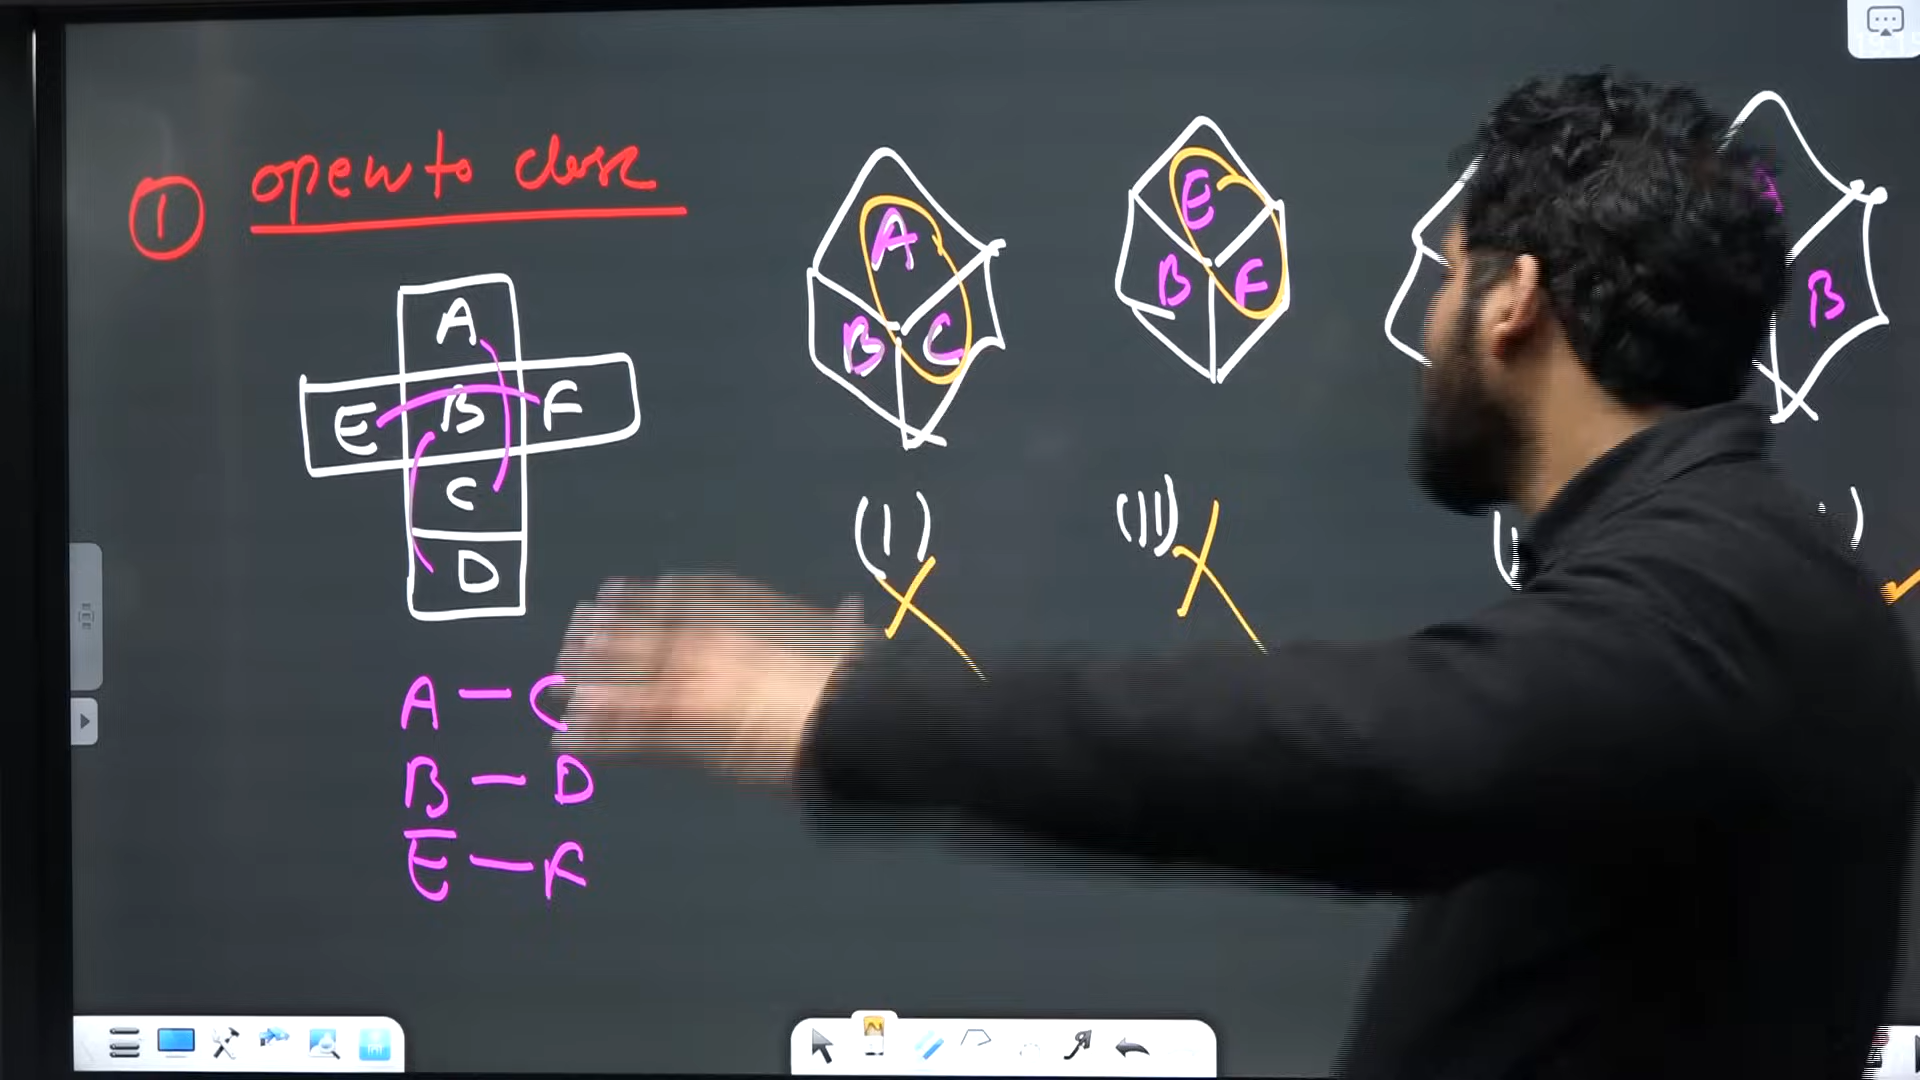 ① open to close
A
E B F
C
D
A
B C
E
B F
A
B
(I)
(II)
A — C
B — D
E — F